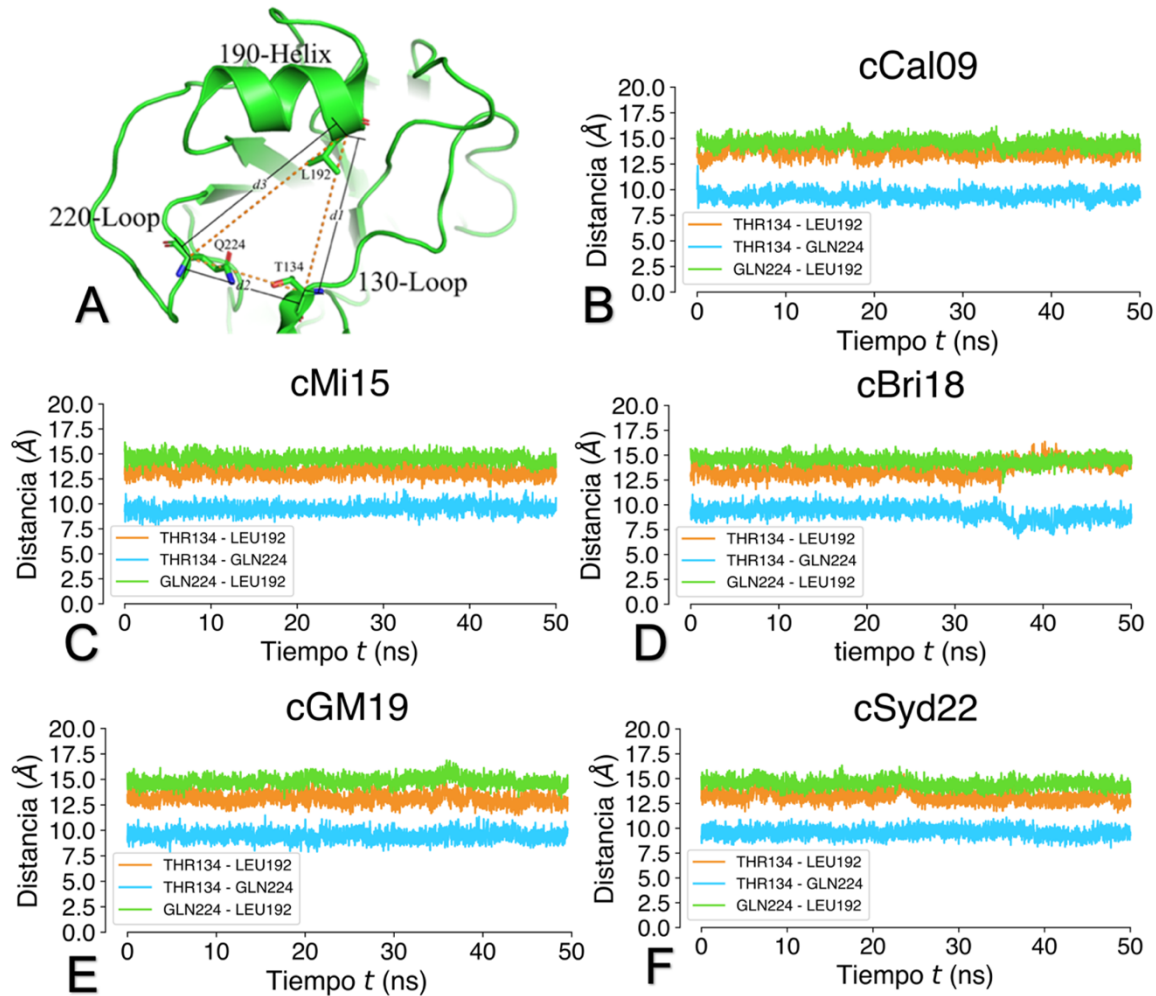 190-Helix
L192
d3
d1
220-Loop
Q224
T134
d2
130-Loop
A
cCal09
Distancia (Å)
20.0
17.5
15.0
12.5
10.0
7.5
5.0
2.5
0.0
THR134 - LEU192
THR134 - GLN224
GLN224 - LEU192
0 10 20 30 40 50
Tiempo t (ns)
B
cMi15
Distancia (Å)
20.0
17.5
15.0
12.5
10.0
7.5
5.0
2.5
0.0
THR134 - LEU192
THR134 - GLN224
GLN224 - LEU192
0 10 15 30 40 50
Tiempo t (ns)
C
cBri18
Distancia (Å)
20.0
17.5
15.0
12.5
10.0
7.5
5.0
2.5
0.0
THR134 - LEU192
THR134 - GLN224
GLN224 - LEU192
0 10 20 30 40 50
tiempo t (ns)
D
cGM19
Distancia (Å)
20.0
17.5
15.0
12.5
10.0
7.5
5.0
2.5
0.0
THR134 - LEU192
THR134 - GLN224
GLN224 - LEU192
0 10 20 30 40 50
Tiempo t (ns)
E
cSyd22
Distancia (Å)
20.0
17.5
15.0
12.5
10.0
7.5
5.0
2.5
0.0
THR134 - LEU192
THR134 - GLN224
GLN224 - LEU192
0 10 20 30 40 50
Tiempo t (ns)
F